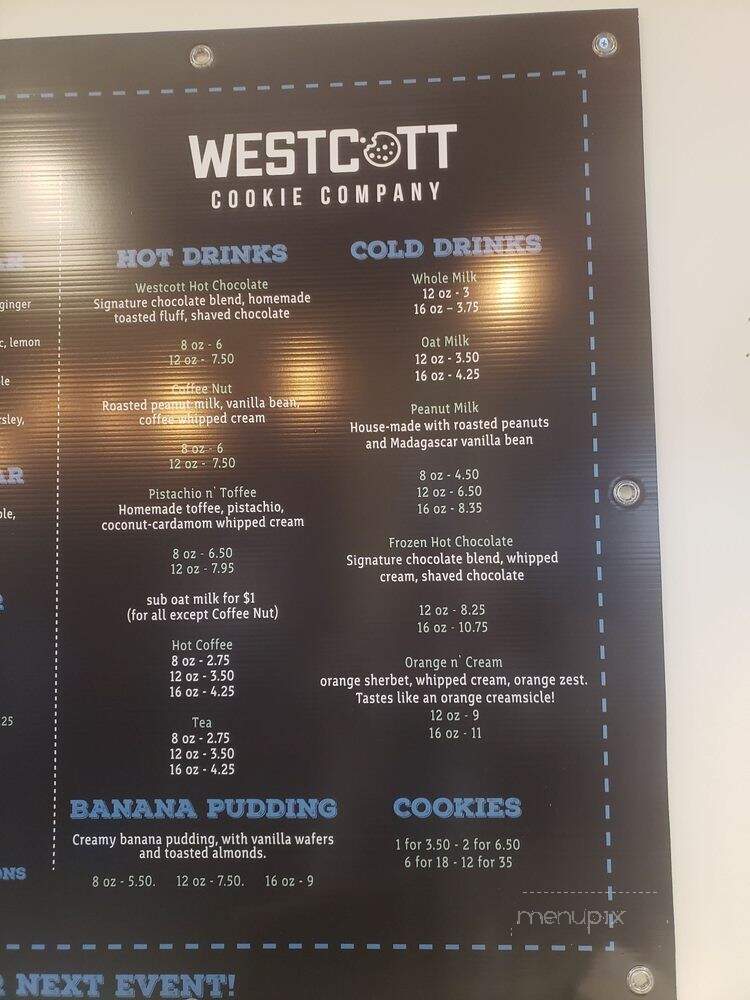 WESTCOTT
COOKIE COMPANY
ginger
c, lemon
ble,
25
HOT DRINKS
Westcott Hot Chocolate
Signature chocolate blend, homemade
toasted fluff, shaved chocolate
8 oz - 6
12 oz - 7.50
Coffee Nut
Roasted peanut milk, vanilla bean,
coffee whipped cream
8 oz - 6
12 oz - 7.50
Pistachio n' Toffee
Homemade toffee, pistachio,
coconut-cardamom whipped cream
8 oz - 6.50
12 oz - 7.95
sub oat milk for $1
(for all except Coffee Nut)
Hot Coffee
8 oz - 2.75
12 oz - 3.50
16 oz - 4.25
Tea
8 oz - 2.75
12 oz - 3.50
16 oz - 4.25
COLD DRINKS
Whole Milk
12 oz - 3
16 oz – 3.75
Oat Milk
12 oz - 3.50
16 oz - 4.25
Peanut Milk
House-made with roasted peanuts
and Madagascar vanilla bean
8 oz - 4.50
12 oz - 6.50
16 oz - 8.35
Frozen Hot Chocolate
Signature chocolate blend, whipped
cream, shaved chocolate
12 oz - 8.25
16 oz - 10.75
Orange n' Cream
orange sherbet, whipped cream, orange zest.
Tastes like an orange creamsicle!
12 oz - 9
16 oz - 11
BANANA PUDDING
Creamy banana pudding, with vanilla wafers
and toasted almonds.
8 oz - 5.50. 12 oz - 7.50. 16 oz - 9
COOKIES
1 for 3.50 - 2 for 6.50
6 for 18 - 12 for 35
menupix
R NEXT EVENT!